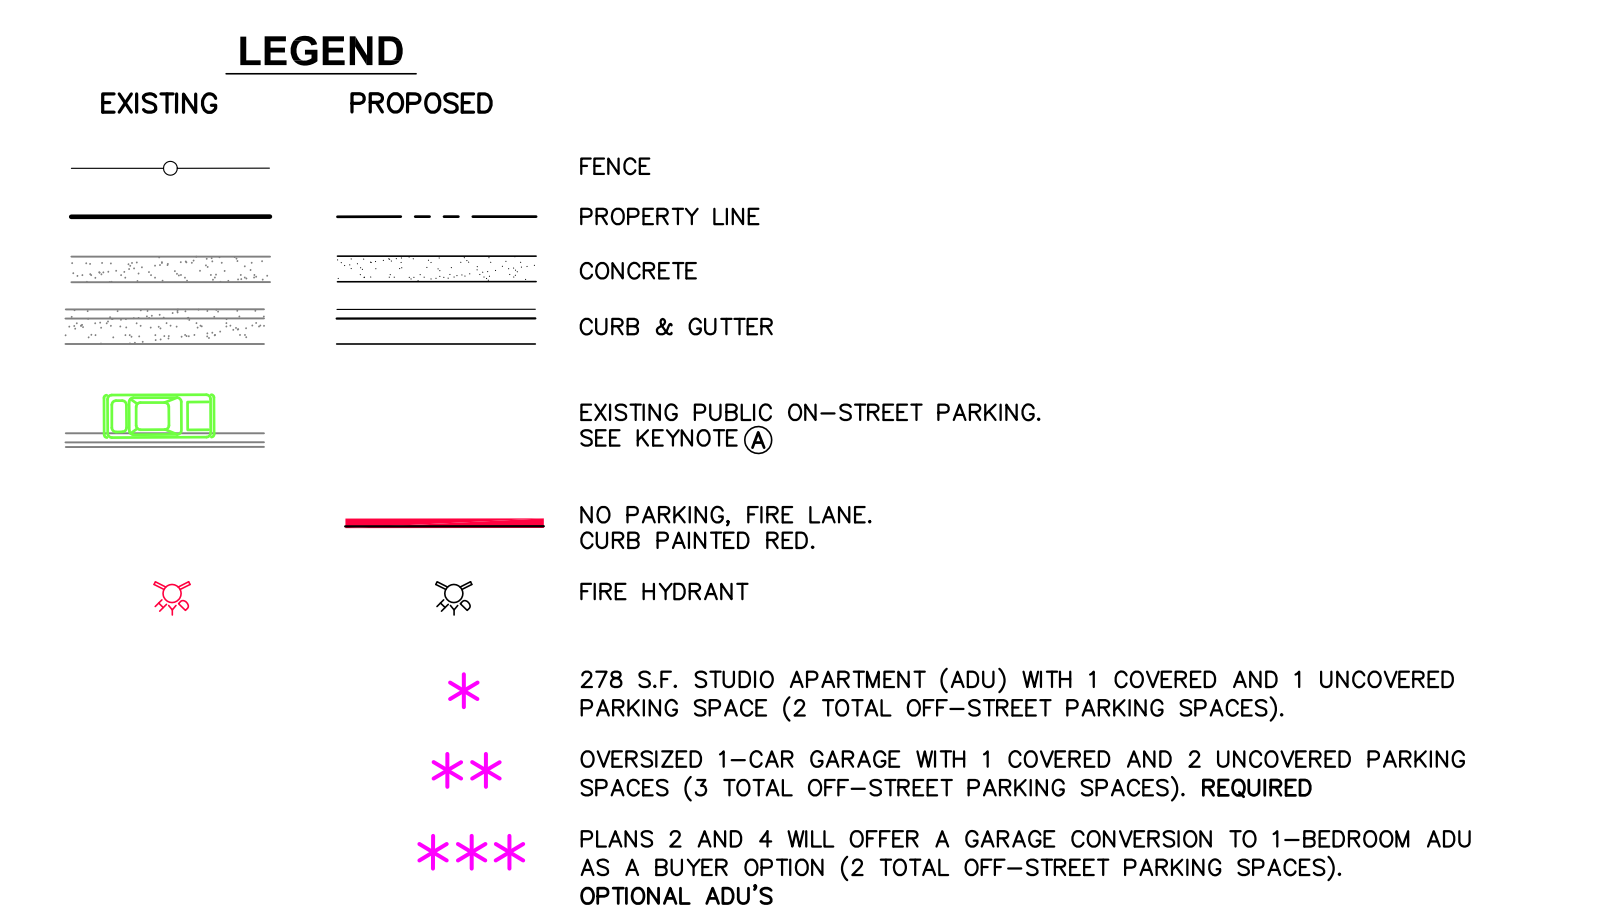 LEGEND
EXISTING PROPOSED
FENCE
PROPERTY LINE
CONCRETE
CURB & GUTTER
EXISTING PUBLIC ON-STREET PARKING.
SEE KEYNOTE A
NO PARKING, FIRE LANE.
CURB PAINTED RED.
HYD HYD FIRE HYDRANT
* 278 S.F. STUDIO APARTMENT (ADU) WITH 1 COVERED AND 1 UNCOVERED
PARKING SPACE (2 TOTAL OFF-STREET PARKING SPACES).
** OVERSIZED 1-CAR GARAGE WITH 1 COVERED AND 2 UNCOVERED PARKING
SPACES (3 TOTAL OFF-STREET PARKING SPACES). REQUIRED
*** PLANS 2 AND 4 WILL OFFER A GARAGE CONVERSION TO 1-BEDROOM ADU
AS A BUYER OPTION (2 TOTAL OFF-STREET PARKING SPACES).
OPTIONAL ADU'S